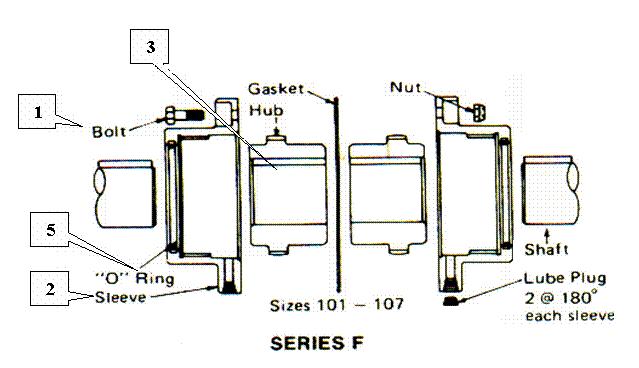 3
Gasket
Hub
Nut
1
Bolt
5
"O" Ring
2
Sleeve
Shaft
Lube Plug
2 @ 180°
each sleeve
Sizes 101 – 107
SERIES F